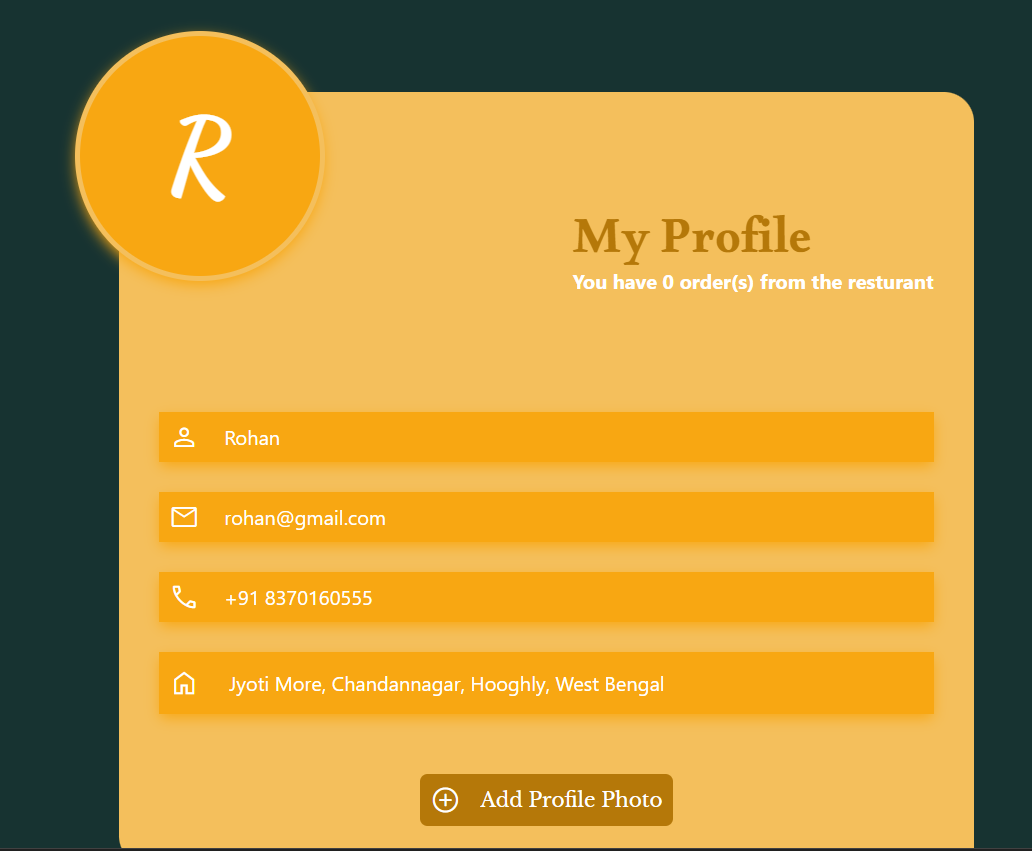 R
My Profile
You have 0 order(s) from the resturant
Rohan
rohan@gmail.com
+91 8370160555
Jyoti More, Chandannagar, Hooghly, West Bengal
Add Profile Photo